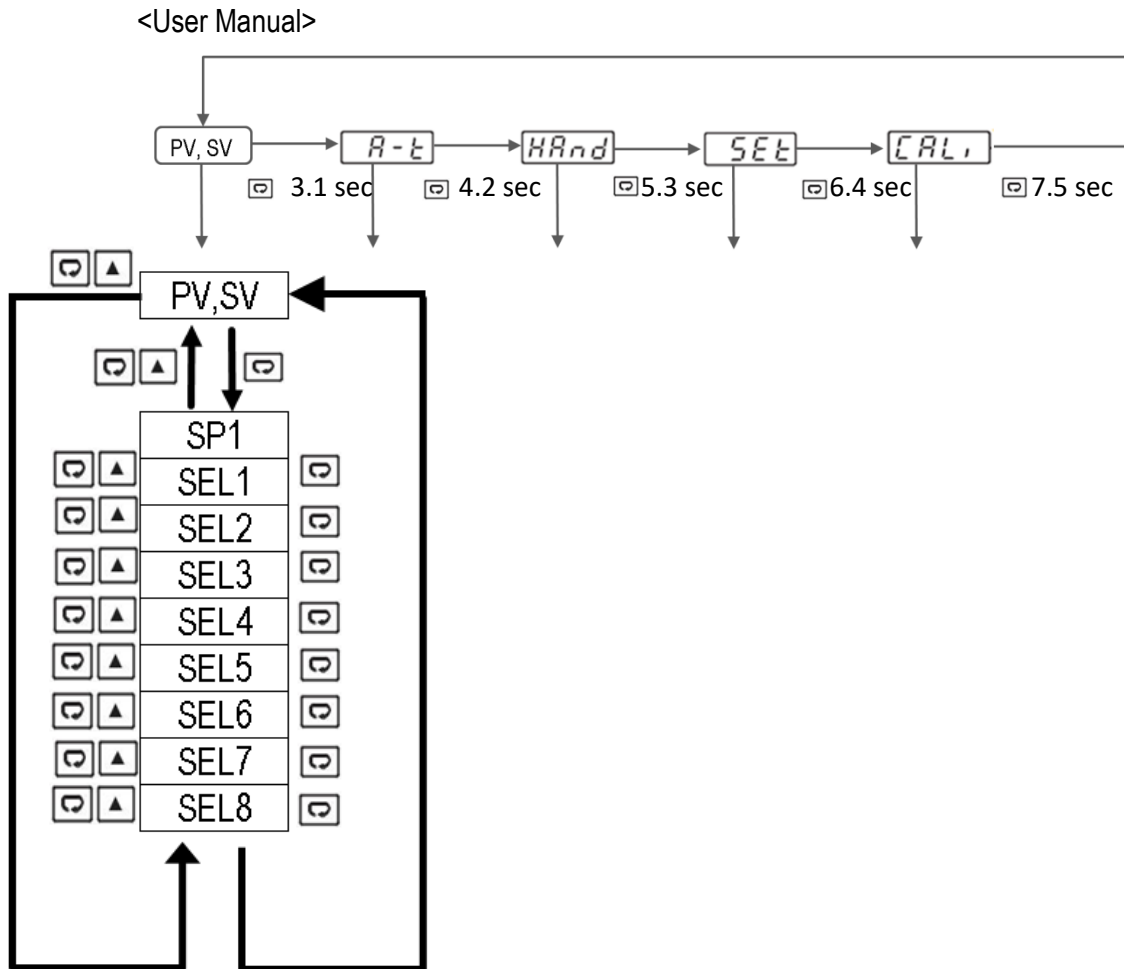 <User Manual>
PV, SV
A-t
HAnd
SEt
CALi
3.1 sec
4.2 sec
5.3 sec
6.4 sec
7.5 sec
PV,SV
SP1
SEL1
SEL2
SEL3
SEL4
SEL5
SEL6
SEL7
SEL8